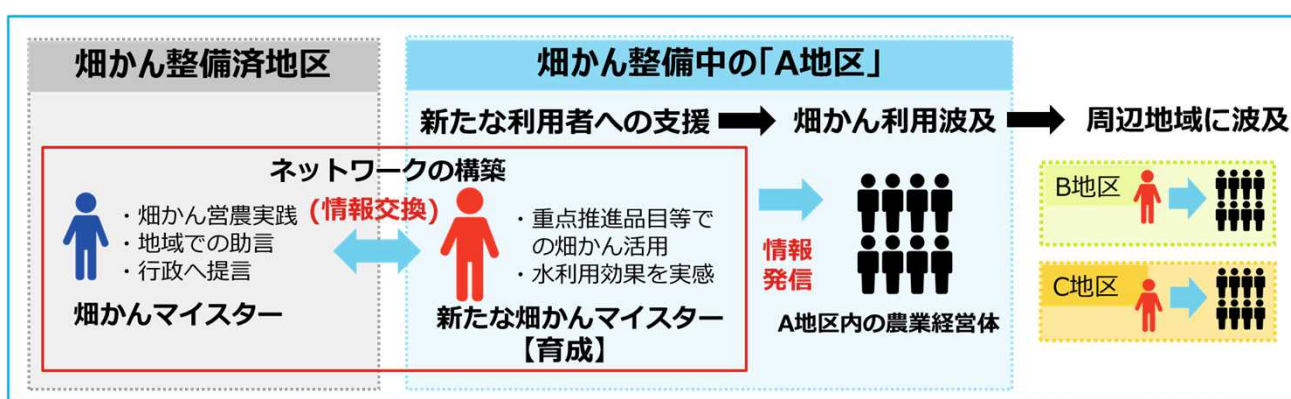 畑かん整備済地区
畑かん整備中の「A地区」
新たな利用者への支援
畑かん利用波及
周辺地域に波及
ネットワークの構築
・畑かん営農実践
・地域での助言
・行政へ提言
(情報交換)
・重点推進品目等で
の畑かん活用
・水利用効果を実感
畑かんマイスター
新たな畑かんマイスター
【育成】
情報
発信
A地区内の農業経営体
B地区
C地区